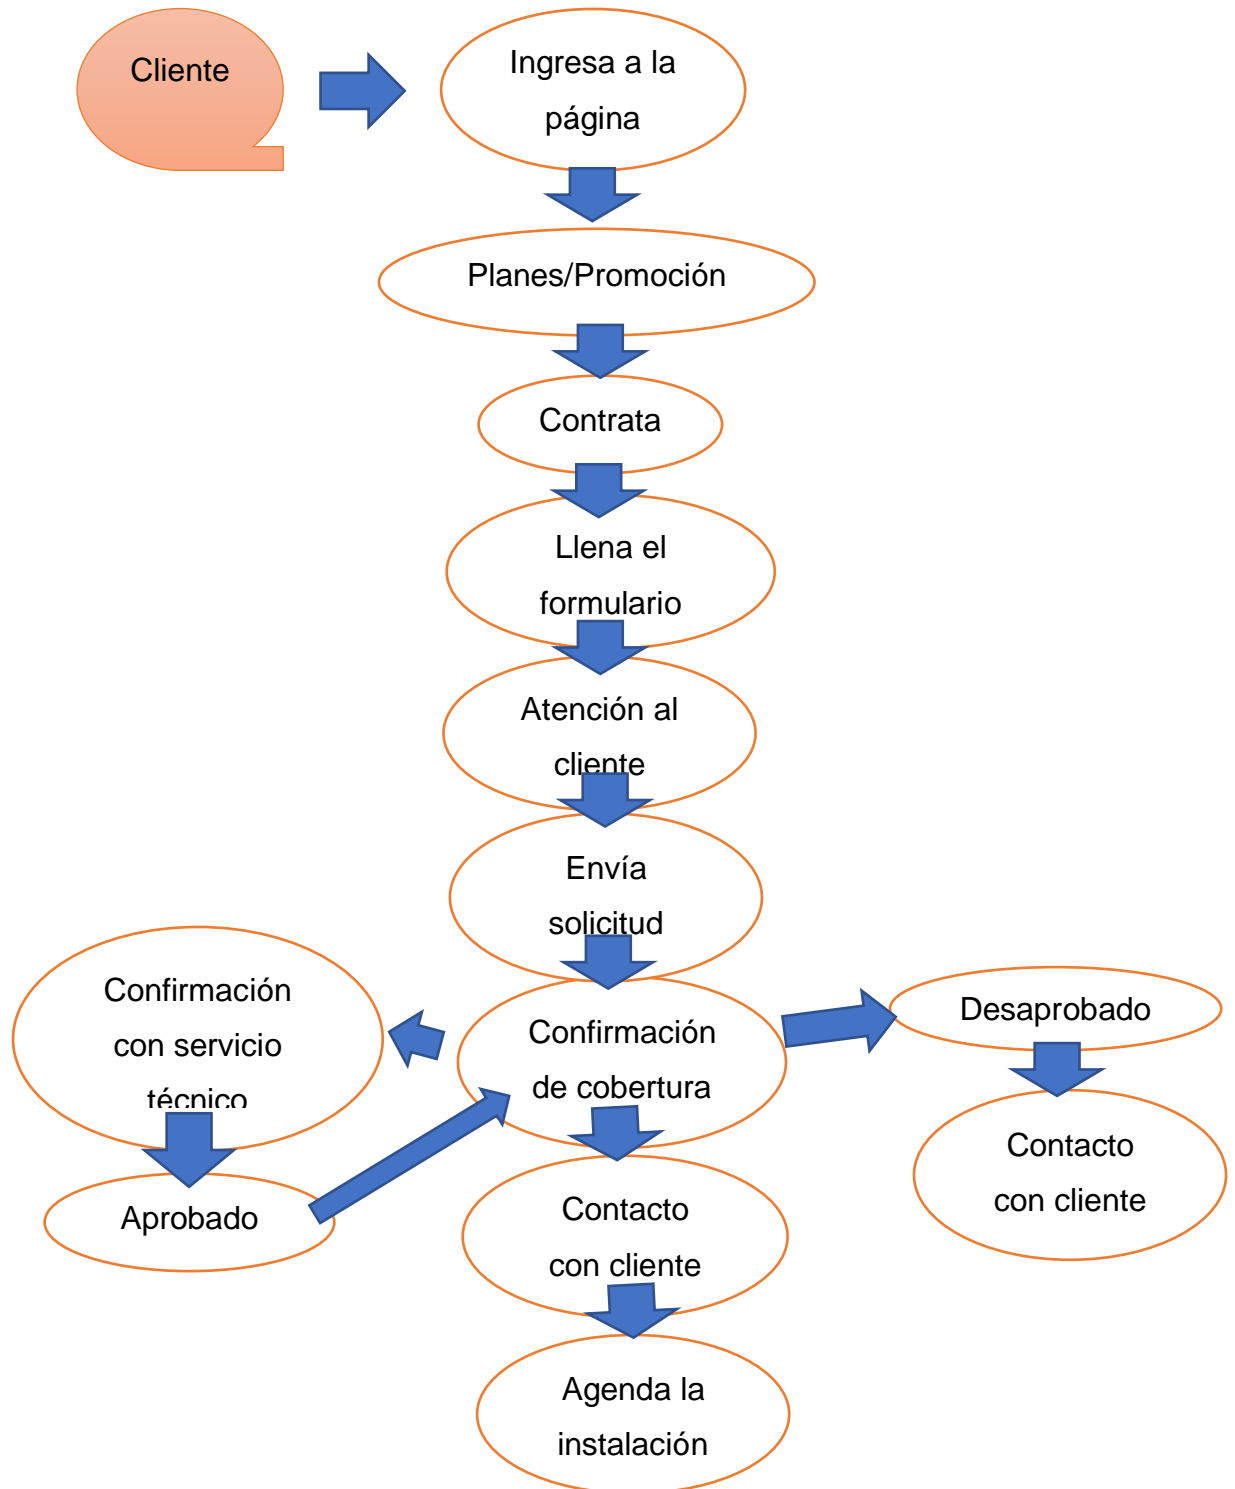 Cliente
Ingresa a la
página
Planes/Promoción
Contrata
Llena el
formulario
Atención al
cliente
Envía
solicitud
Confirmación
de cobertura
Confirmación
con servicio
técnico
Aprobado
Desaprobado
Contacto
con cliente
Contacto
con cliente
Agenda la
instalación